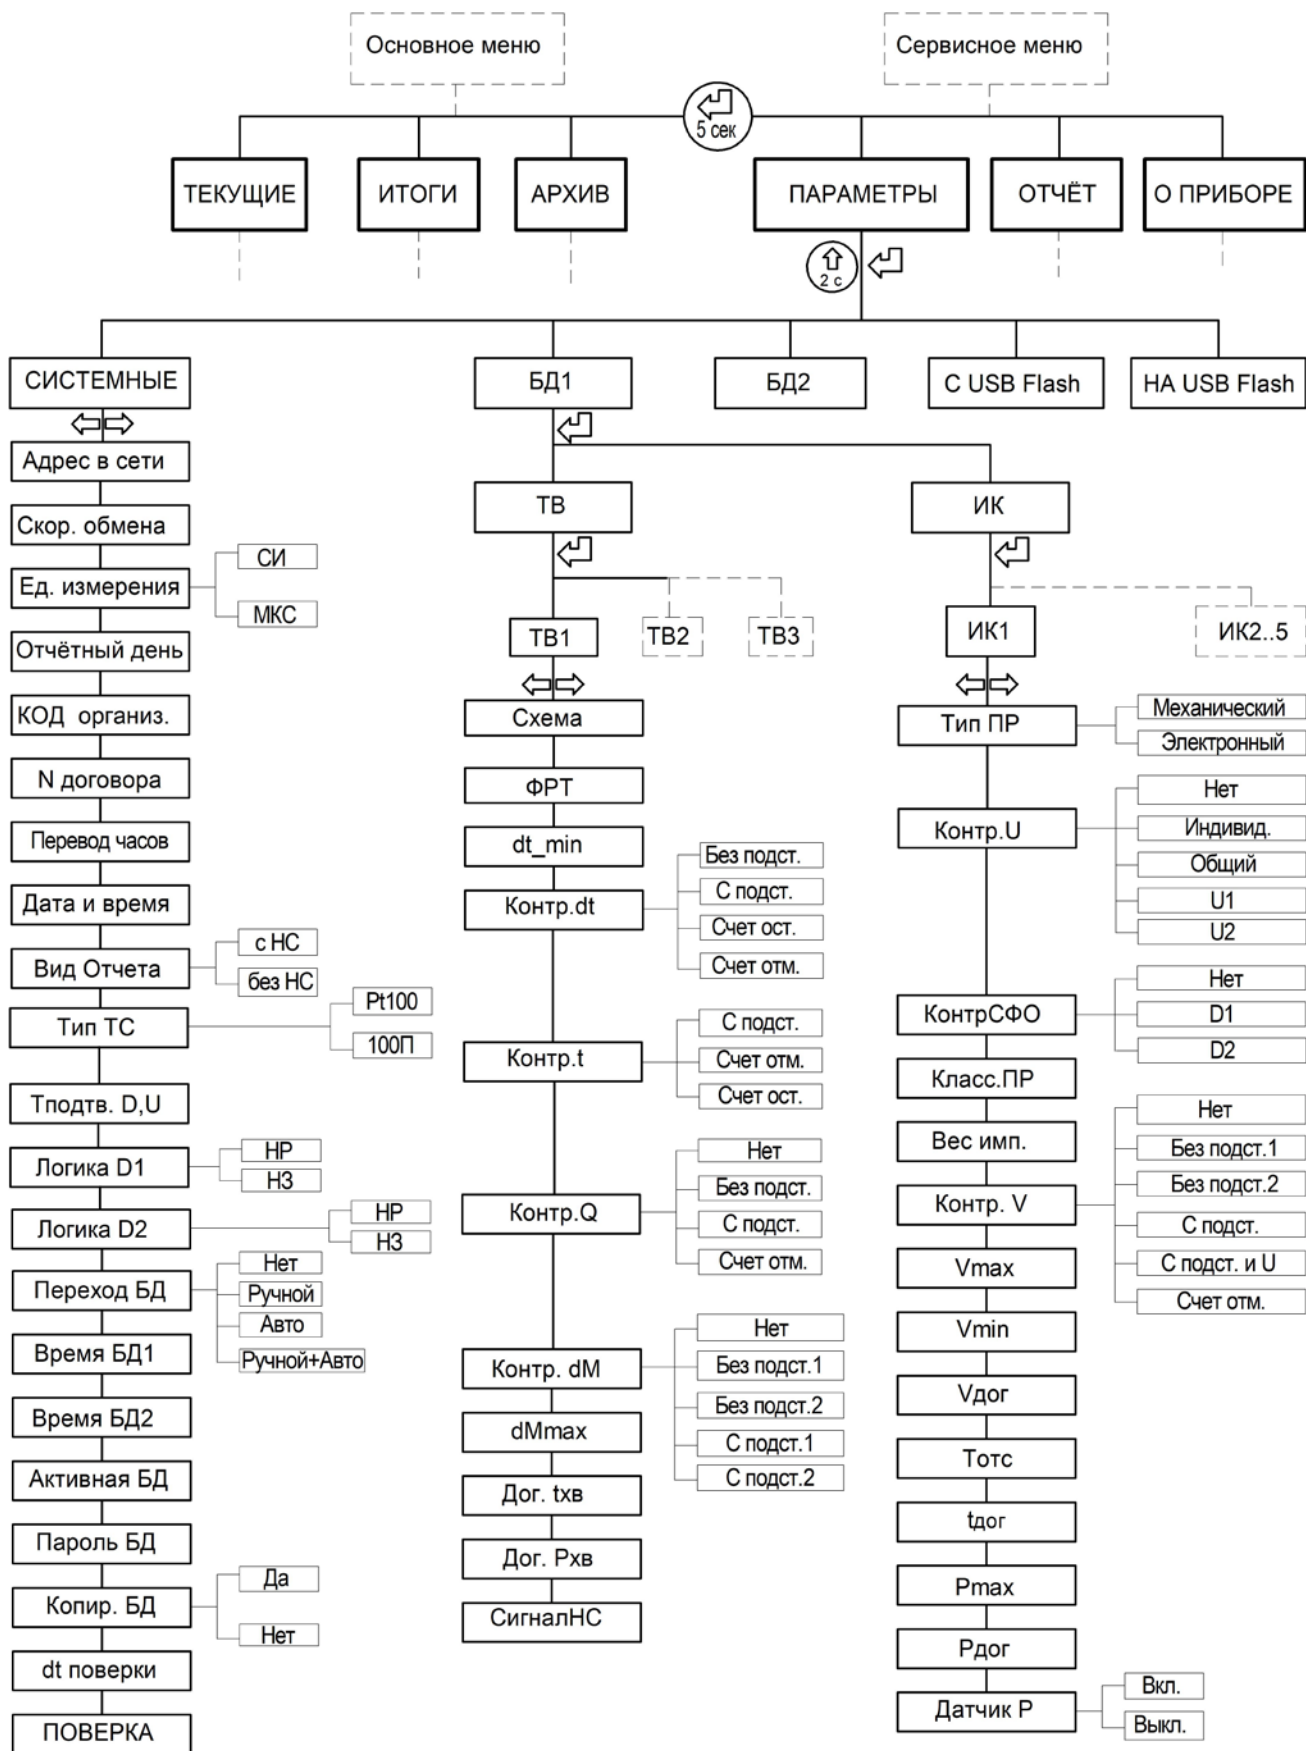 Основное меню
Сервисное меню
5 сек
ТЕКУЩИЕ
ИТОГИ
АРХИВ
ПАРАМЕТРЫ
ОТЧЁТ
О ПРИБОРЕ
2 с
СИСТЕМНЫЕ
БД1
БД2
С USB Flash
НА USB Flash
Адрес в сети
Скор. обмена
Ед. измерения
СИ
МКС
Отчётный день
КОД организ.
N договора
Перевод часов
Дата и время
Вид Отчета
с НС
без НС
Тип ТС
Pt100
100П
Тподтв. D,U
Логика D1
НР
НЗ
Логика D2
НР
НЗ
Переход БД
Нет
Ручной
Авто
Ручной+Авто
Время БД1
Время БД2
Активная БД
Пароль БД
Копир. БД
Да
Нет
dt поверки
ПОВЕРКА
ТВ
ТВ1
ТВ2
ТВ3
Схема
ФРТ
dt_min
Контр.dt
Без подст.
С подст.
Счет ост.
Счет отм.
Контр.t
С подст.
Счет отм.
Счет ост.
Контр.Q
Нет
Без подст.
С подст.
Счет отм.
Контр. dM
Нет
Без подст.1
Без подст.2
С подст.1
С подст.2
dMmax
Дог. tхв
Дог. Рхв
СигналНС
ИК
ИК1
ИК2..5
Тип ПР
Механический
Электронный
Контр.U
Нет
Индивид.
Общий
U1
U2
КонтрСФО
Нет
D1
D2
Класс.ПР
Вес имп.
Контр. V
Нет
Без подст.1
Без подст.2
С подст.
С подст. и U
Счет отм.
Vmax
Vmin
Vдог
Тотс
tдог
Pmax
Рдог
Датчик Р
Вкл.
Выкл.